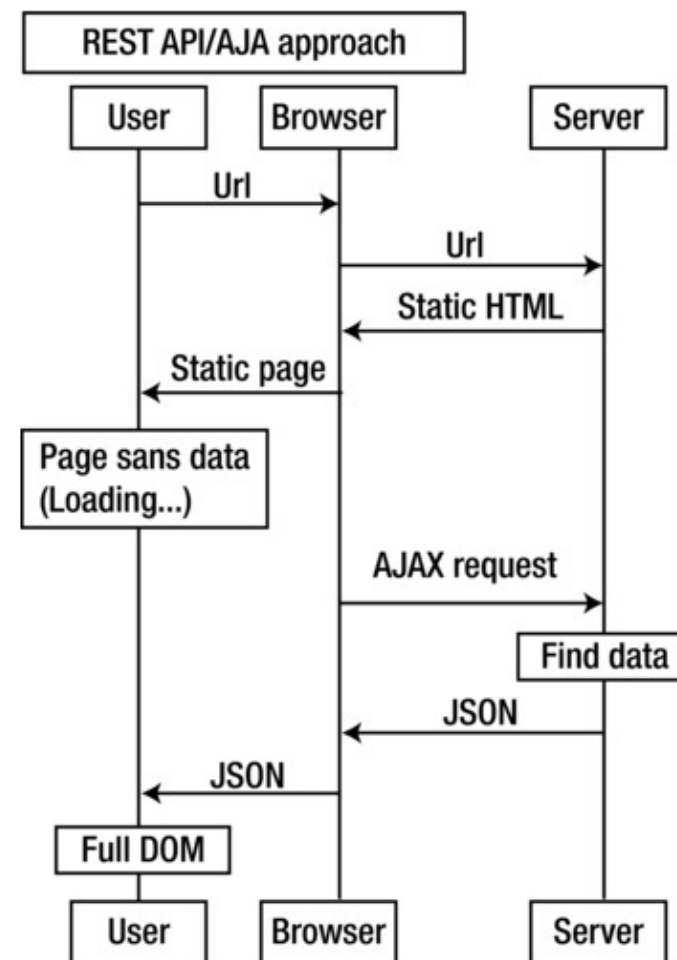 REST API/AJA approach
User
Browser
Server
Url
Url
Static HTML
Static page
Page sans data
(Loading...)
AJAX request
Find data
JSON
JSON
Full DOM
User
Browser
Server